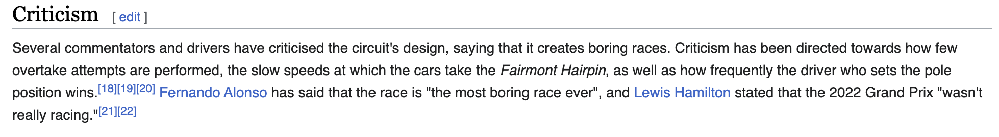 Criticism [ edit ]
Several commentators and drivers have criticised the circuit's design, saying that it creates boring races. Criticism has been directed towards how few
overtake attempts are performed, the slow speeds at which the cars take the Fairmont Hairpin, as well as how frequently the driver who sets the pole
position wins.[18][19][20] Fernando Alonso has said that the race is "the most boring race ever", and Lewis Hamilton stated that the 2022 Grand Prix "wasn't
really racing."[21][22]